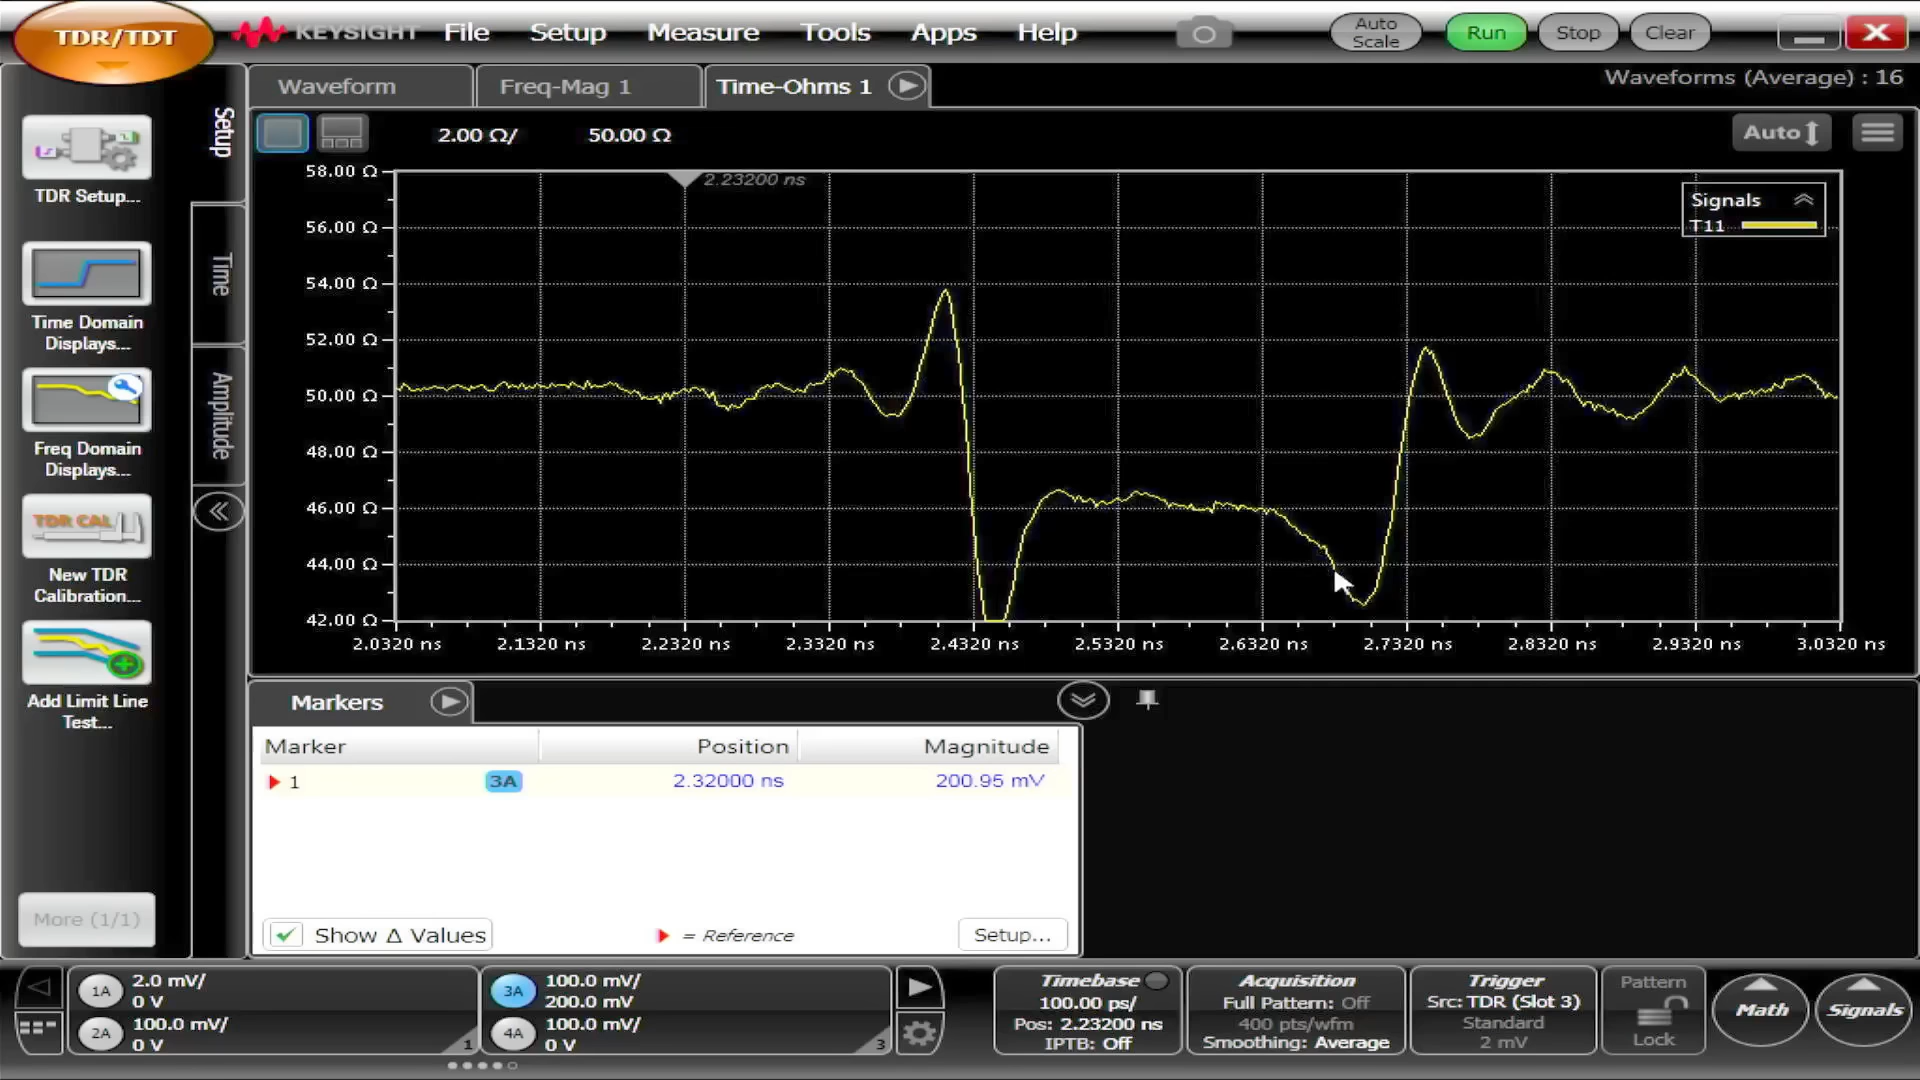 TDR/TDT
KEYSIGHT
File
Setup
Measure
Tools
Apps
Help
Auto
Scale
Run
Stop
Clear
Waveform
Freq-Mag 1
Time-Ohms 1
Waveforms (Average) : 16
Setup
Time
Amplitude
TDR Setup...
Time Domain
Displays...
Freq Domain
Displays...
TDR CAL
New TDR
Calibration...
Add Limit Line
Test...
More (1/1)
2.00 Ω/
50.00 Ω
Auto
58.00 Ω
56.00 Ω
54.00 Ω
52.00 Ω
50.00 Ω
48.00 Ω
46.00 Ω
44.00 Ω
42.00 Ω
2.23200 ns
Signals
T11
2.0320 ns
2.1320 ns
2.2320 ns
2.3320 ns
2.4320 ns
2.5320 ns
2.6320 ns
2.7320 ns
2.8320 ns
2.9320 ns
3.0320 ns
Markers
Marker
Position
Magnitude
1
3A
2.32000 ns
200.95 mV
Show Δ Values
= Reference
Setup...
1A
2.0 mV/
0 V
2A
100.0 mV/
0 V
1
3A
100.0 mV/
200.0 mV
4A
100.0 mV/
0 V
3
Timebase
100.00 ps/
Pos: 2.23200 ns
IPTB: Off
Acquisition
Full Pattern: Off
400 pts/wfm
Smoothing: Average
Trigger
Src: TDR (Slot 3)
Standard
2 mV
Pattern
Lock
Math
Signals